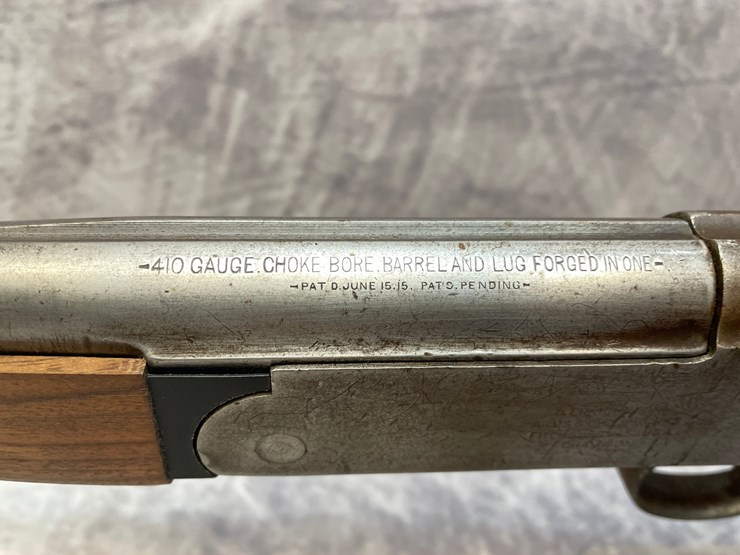 410 GAUGE. CHOKE BORE. BARREL AND LUG FORGED IN ONE
PAT'D. JUNE 15.15. PAT'S. PENDING